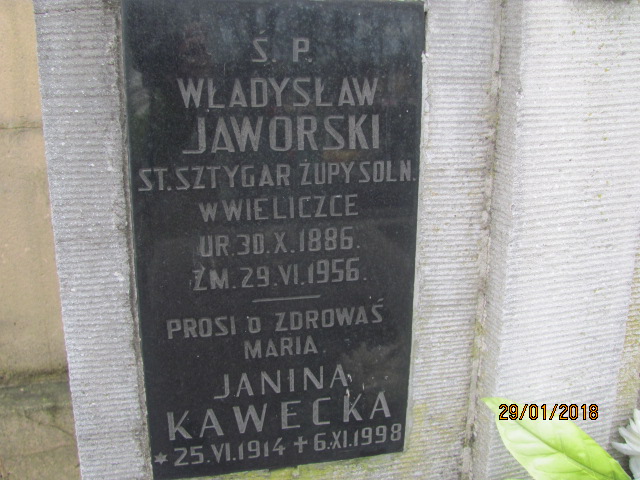 Ś. P.
WŁADYSŁAW
JAWORSKI
ST. SZTYGAR ŻUPY SOLN.
W WIELICZCE
UR. 30. X. 1886.
ZM. 29. VI. 1956.
PROSI O ZDROWAŚ
MARIA.
JANINA
KAWECKA
* 25. VI. 1914 + 6. XI. 1998
29/01/2018